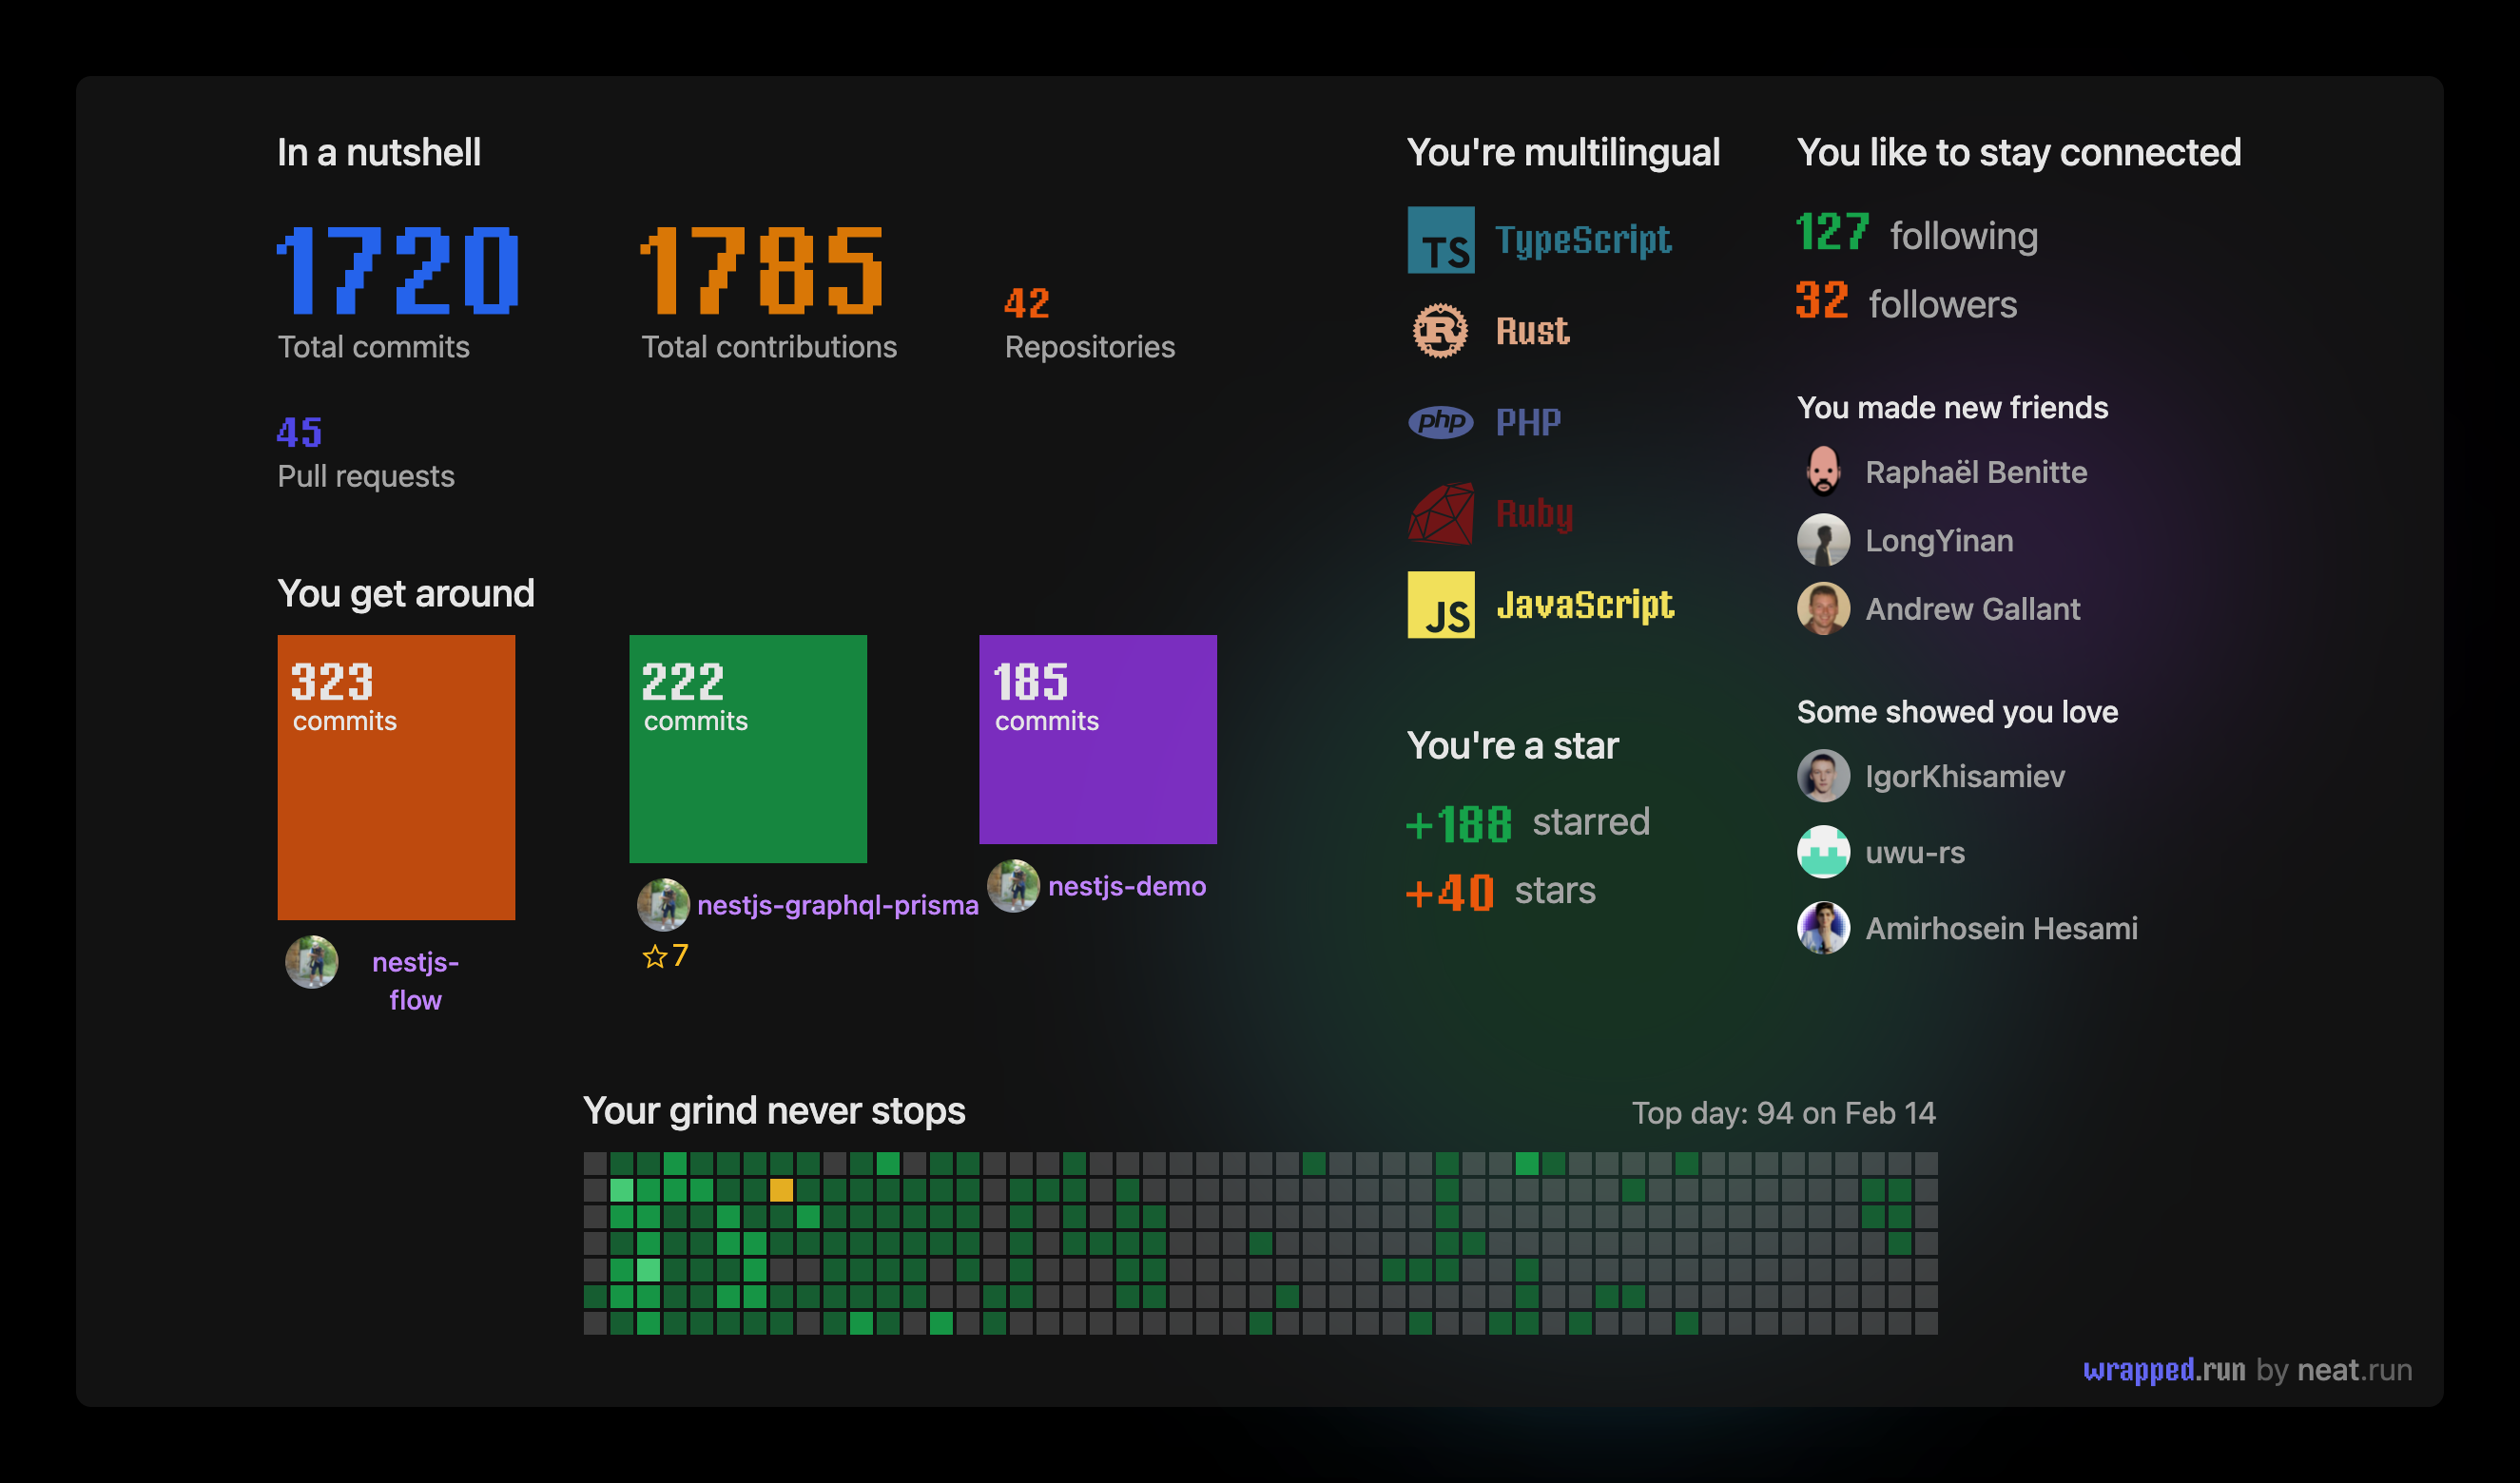 In a nutshell
1720
Total commits
1785
Total contributions
42
Repositories
45
Pull requests
You get around
323
commits
nestjs-
flow
222
commits
nestjs-graphql-prisma
7
185
commits
nestjs-demo
You're multilingual
TS TypeScript
R Rust
php PHP
Ruby
JS JavaScript
You're a star
+188 starred
+40 stars
You like to stay connected
127 following
32 followers
You made new friends
Raphaël Benitte
LongYinan
Andrew Gallant
Some showed you love
IgorKhisamiev
uwu-rs
Amirhosein Hesami
Your grind never stops
Top day: 94 on Feb 14
wrapped.run by neat.run